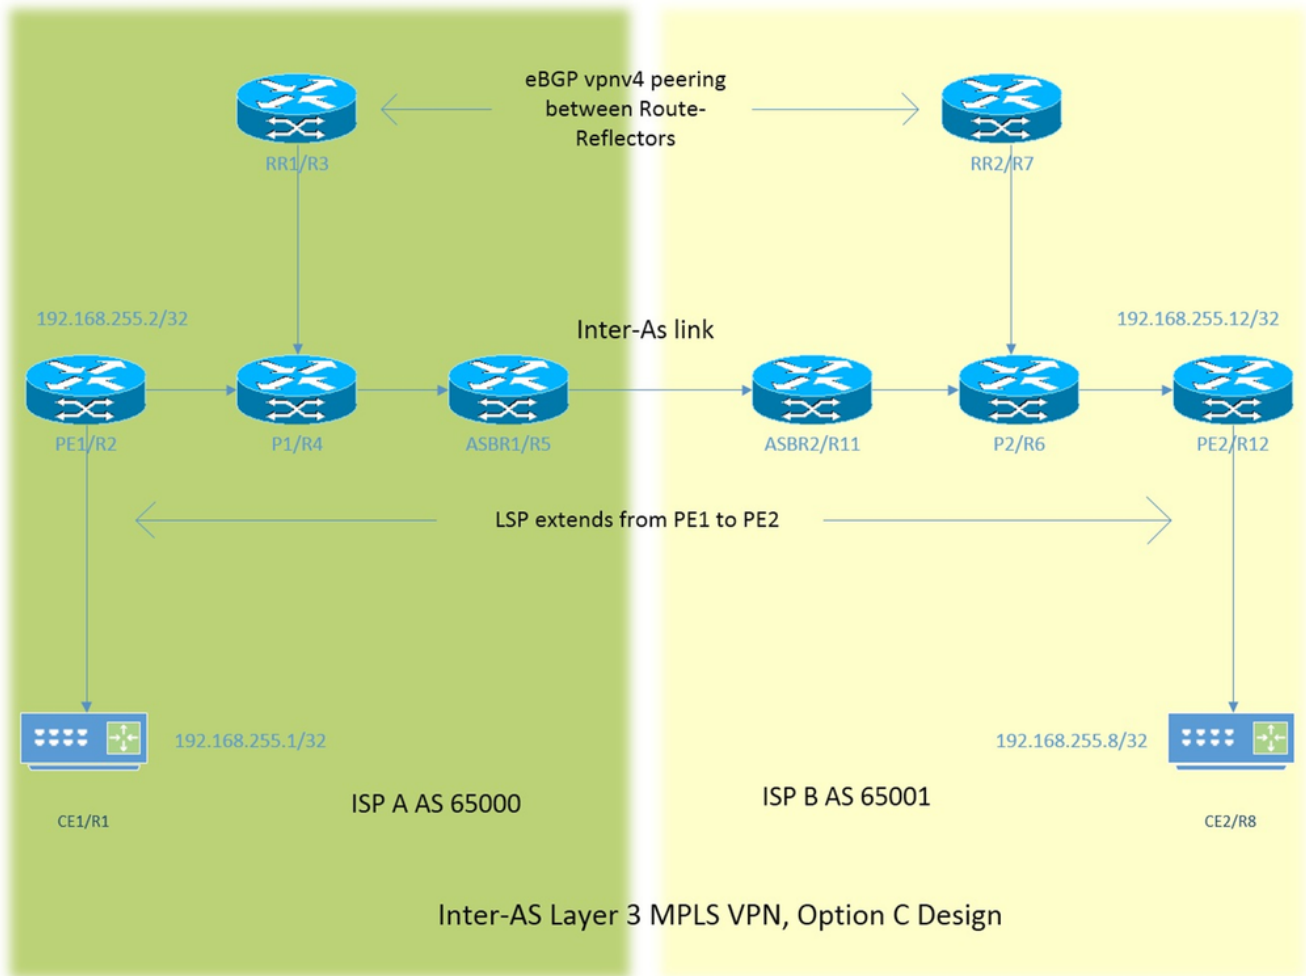 eBGP vpnv4 peering
between Route-
Reflectors
RR1/R3
RR2/R7
192.168.255.2/32
Inter-As link
192.168.255.12/32
PE1/R2
P1/R4
ASBR1/R5
ASBR2/R11
P2/R6
PE2/R12
LSP extends from PE1 to PE2
192.168.255.1/32
192.168.255.8/32
ISP A AS 65000
ISP B AS 65001
CE1/R1
CE2/R8
Inter-AS Layer 3 MPLS VPN, Option C Design